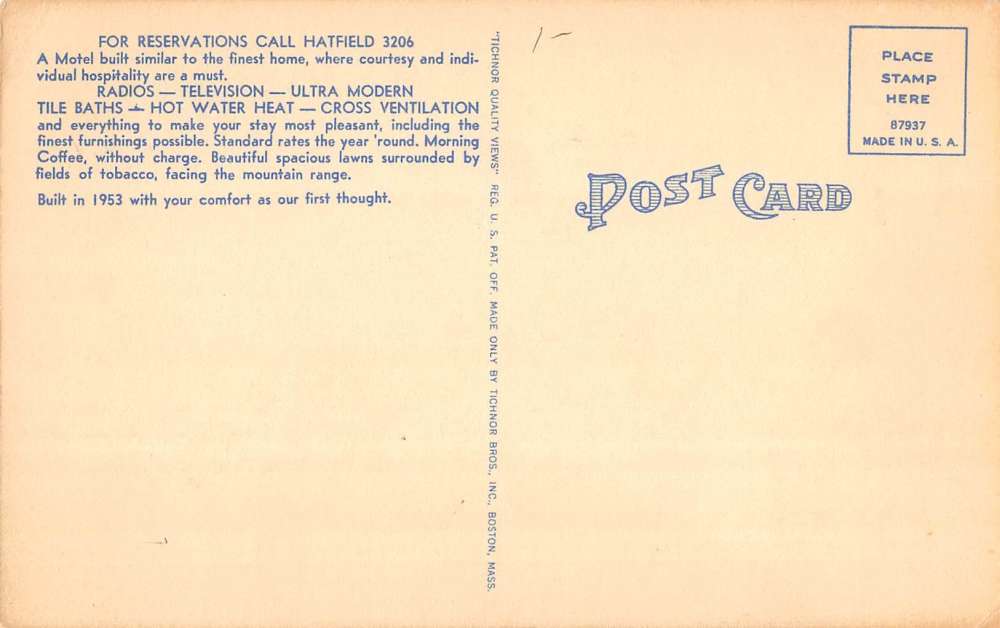 FOR RESERVATIONS CALL HATFIELD 3206
A Motel built similar to the finest home, where courtesy and indi-
vidual hospitality are a must.
RADIOS — TELEVISION — ULTRA MODERN
TILE BATHS — HOT WATER HEAT — CROSS VENTILATION
and everything to make your stay most pleasant, including the
finest furnishings possible. Standard rates the year 'round. Morning
Coffee, without charge. Beautiful spacious lawns surrounded by
fields of tobacco, facing the mountain range.
Built in 1953 with your comfort as our first thought.
"TICHNOR QUALITY VIEWS" REG. U. S. PAT. OFF. MADE ONLY BY TICHNOR BROS., INC., BOSTON, MASS.
1-
POST CARD
PLACE
STAMP
HERE
87937
MADE IN U. S. A.